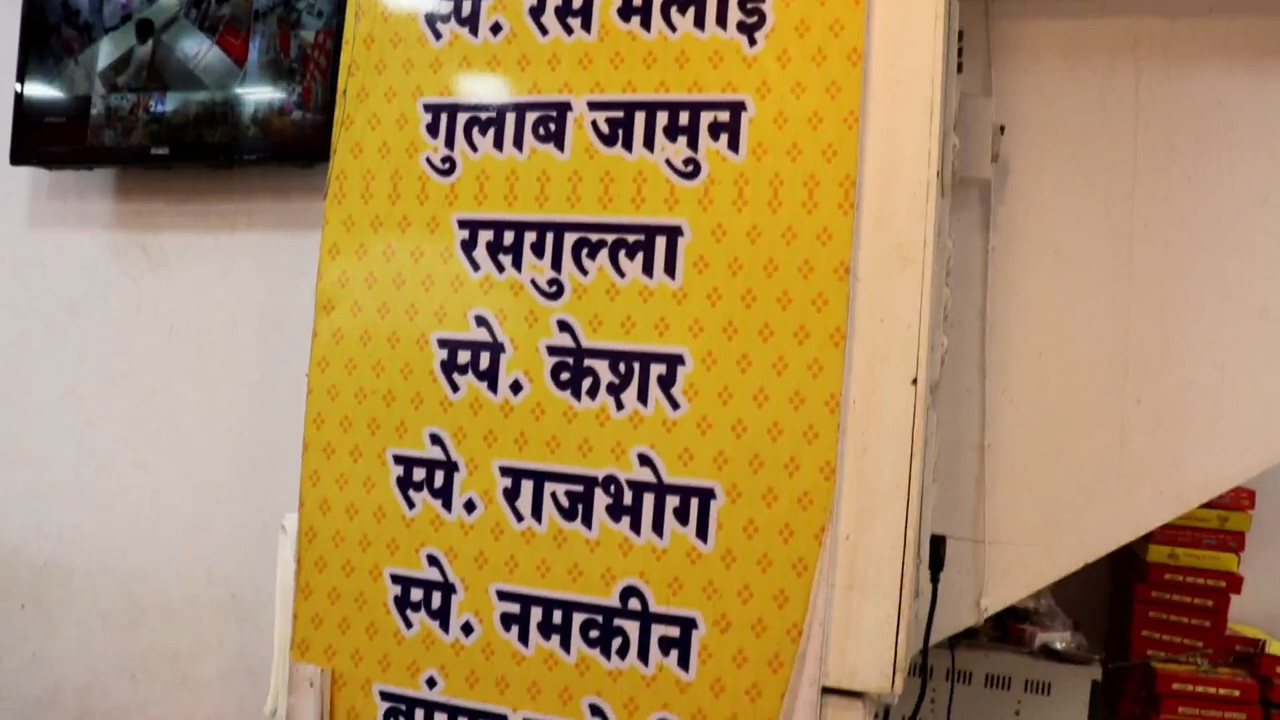 स्पे. रस मलाई
गुलाब जामुन
रसगुल्ला
स्पे. केशर
स्पे. राजभोग
स्पे. नमकीन